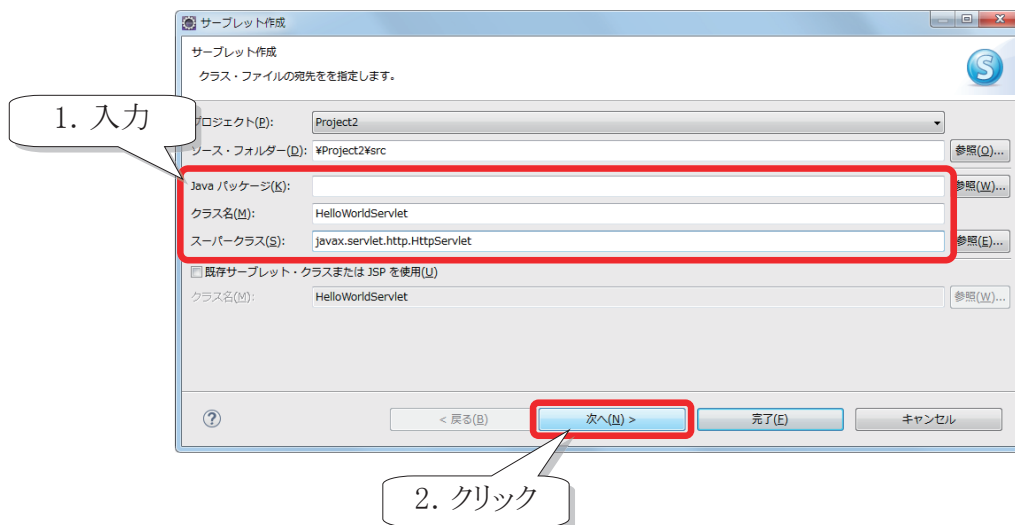 サーブレット作成
サーブレット作成
クラス・ファイルの宛先をを指定します。
1. 入力
プロジェクト(P): Project2
ソース・フォルダー(D): ¥Project2¥src 参照(O)...
Java パッケージ(K): 参照(W)...
クラス名(M): HelloWorldServlet
スーパークラス(S): javax.servlet.http.HttpServlet 参照(E)...
既存サーブレット・クラスまたは JSP を使用(U)
クラス名(M): HelloWorldServlet 参照(W)...
? < 戻る(B) 次へ(N) > 完了(F) キャンセル
2. クリック